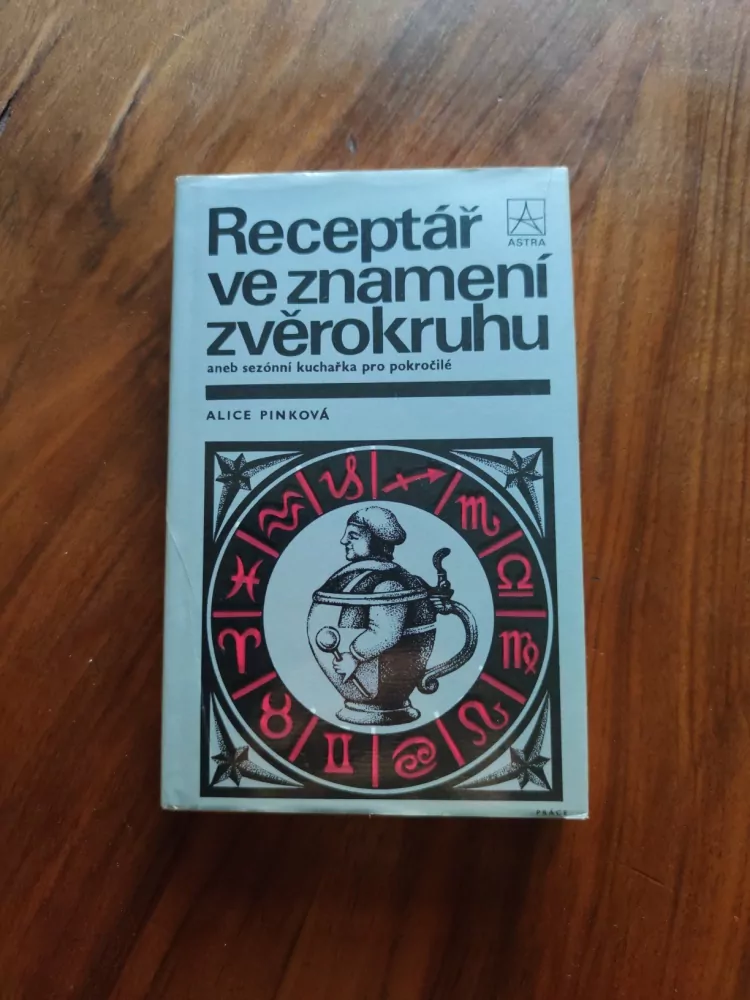 Receptář
ASTRA
ve znamení
zvěrokruhu
aneb sezónní kuchařka pro pokročilé
ALICE PINKOVÁ
PRÁCE